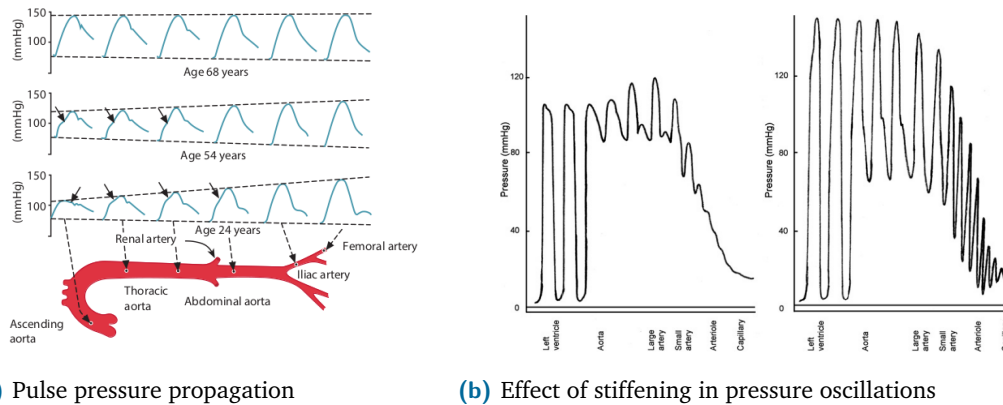 150
100
(mmHg)
Age 68 years
150
100
(mmHg)
Age 54 years
150
100
(mmHg)
Age 24 years
Renal artery
Femoral artery
Iliac artery
Thoracic
aorta
Abdominal aorta
Ascending
aorta
) Pulse pressure propagation
120
80
40
0
Pressure (mmHg)
Left
ventricle
Aorta
Large
artery
Small
artery
Arteriole
Capillary
120
80
40
0
Pressure (mmHg)
Left
ventricle
Aorta
Large
artery
Small
artery
Arteriole
(b) Effect of stiffening in pressure oscillations